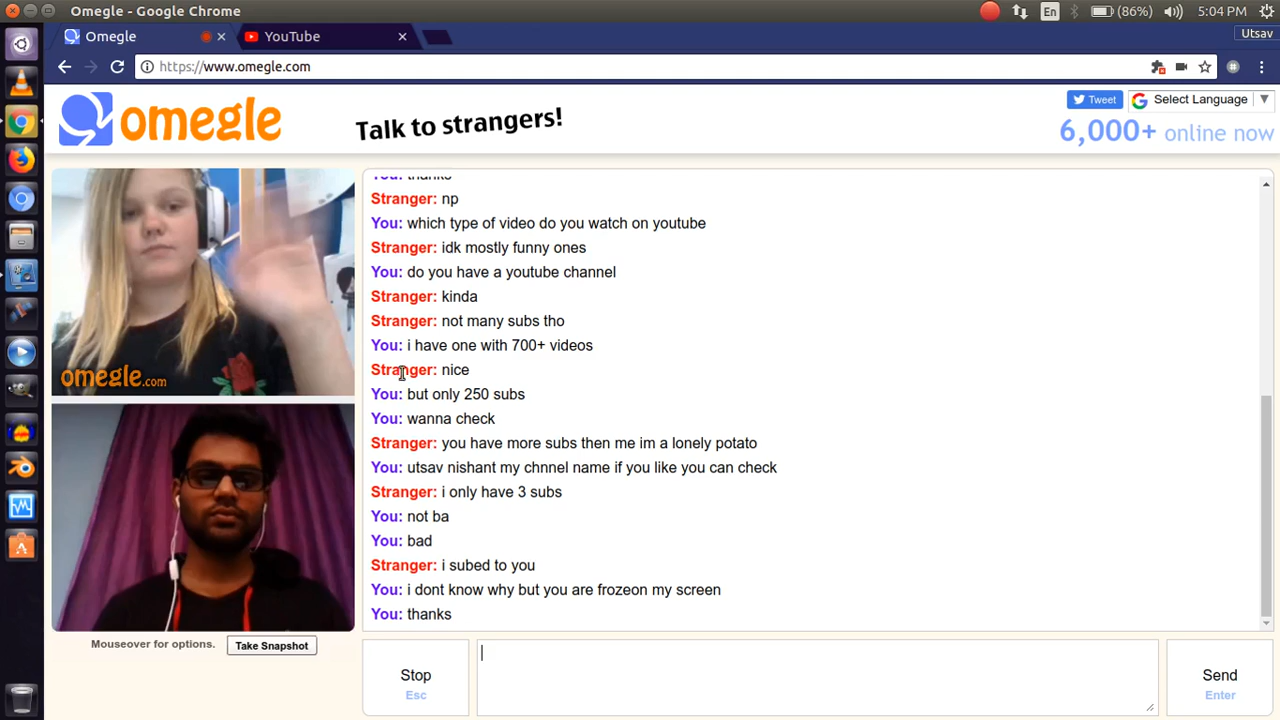 Omegle - Google Chrome
En
(86%)
5:04 PM
Omegle
YouTube
Utsav
https://www.omegle.com
omegle
Talk to strangers!
Tweet
Select Language
6,000+ online now
You: thanks
Stranger: np
You: which type of video do you watch on youtube
Stranger: idk mostly funny ones
You: do you have a youtube channel
Stranger: kinda
Stranger: not many subs tho
You: i have one with 700+ videos
Stranger: nice
You: but only 250 subs
You: wanna check
Stranger: you have more subs then me im a lonely potato
You: utsav nishant my chnnel name if you like you can check
Stranger: i only have 3 subs
You: not ba
You: bad
Stranger: i subed to you
You: i dont know why but you are frozeon my screen
You: thanks
omegle.com
Mouseover for options.
Take Snapshot
Stop
Esc
Send
Enter